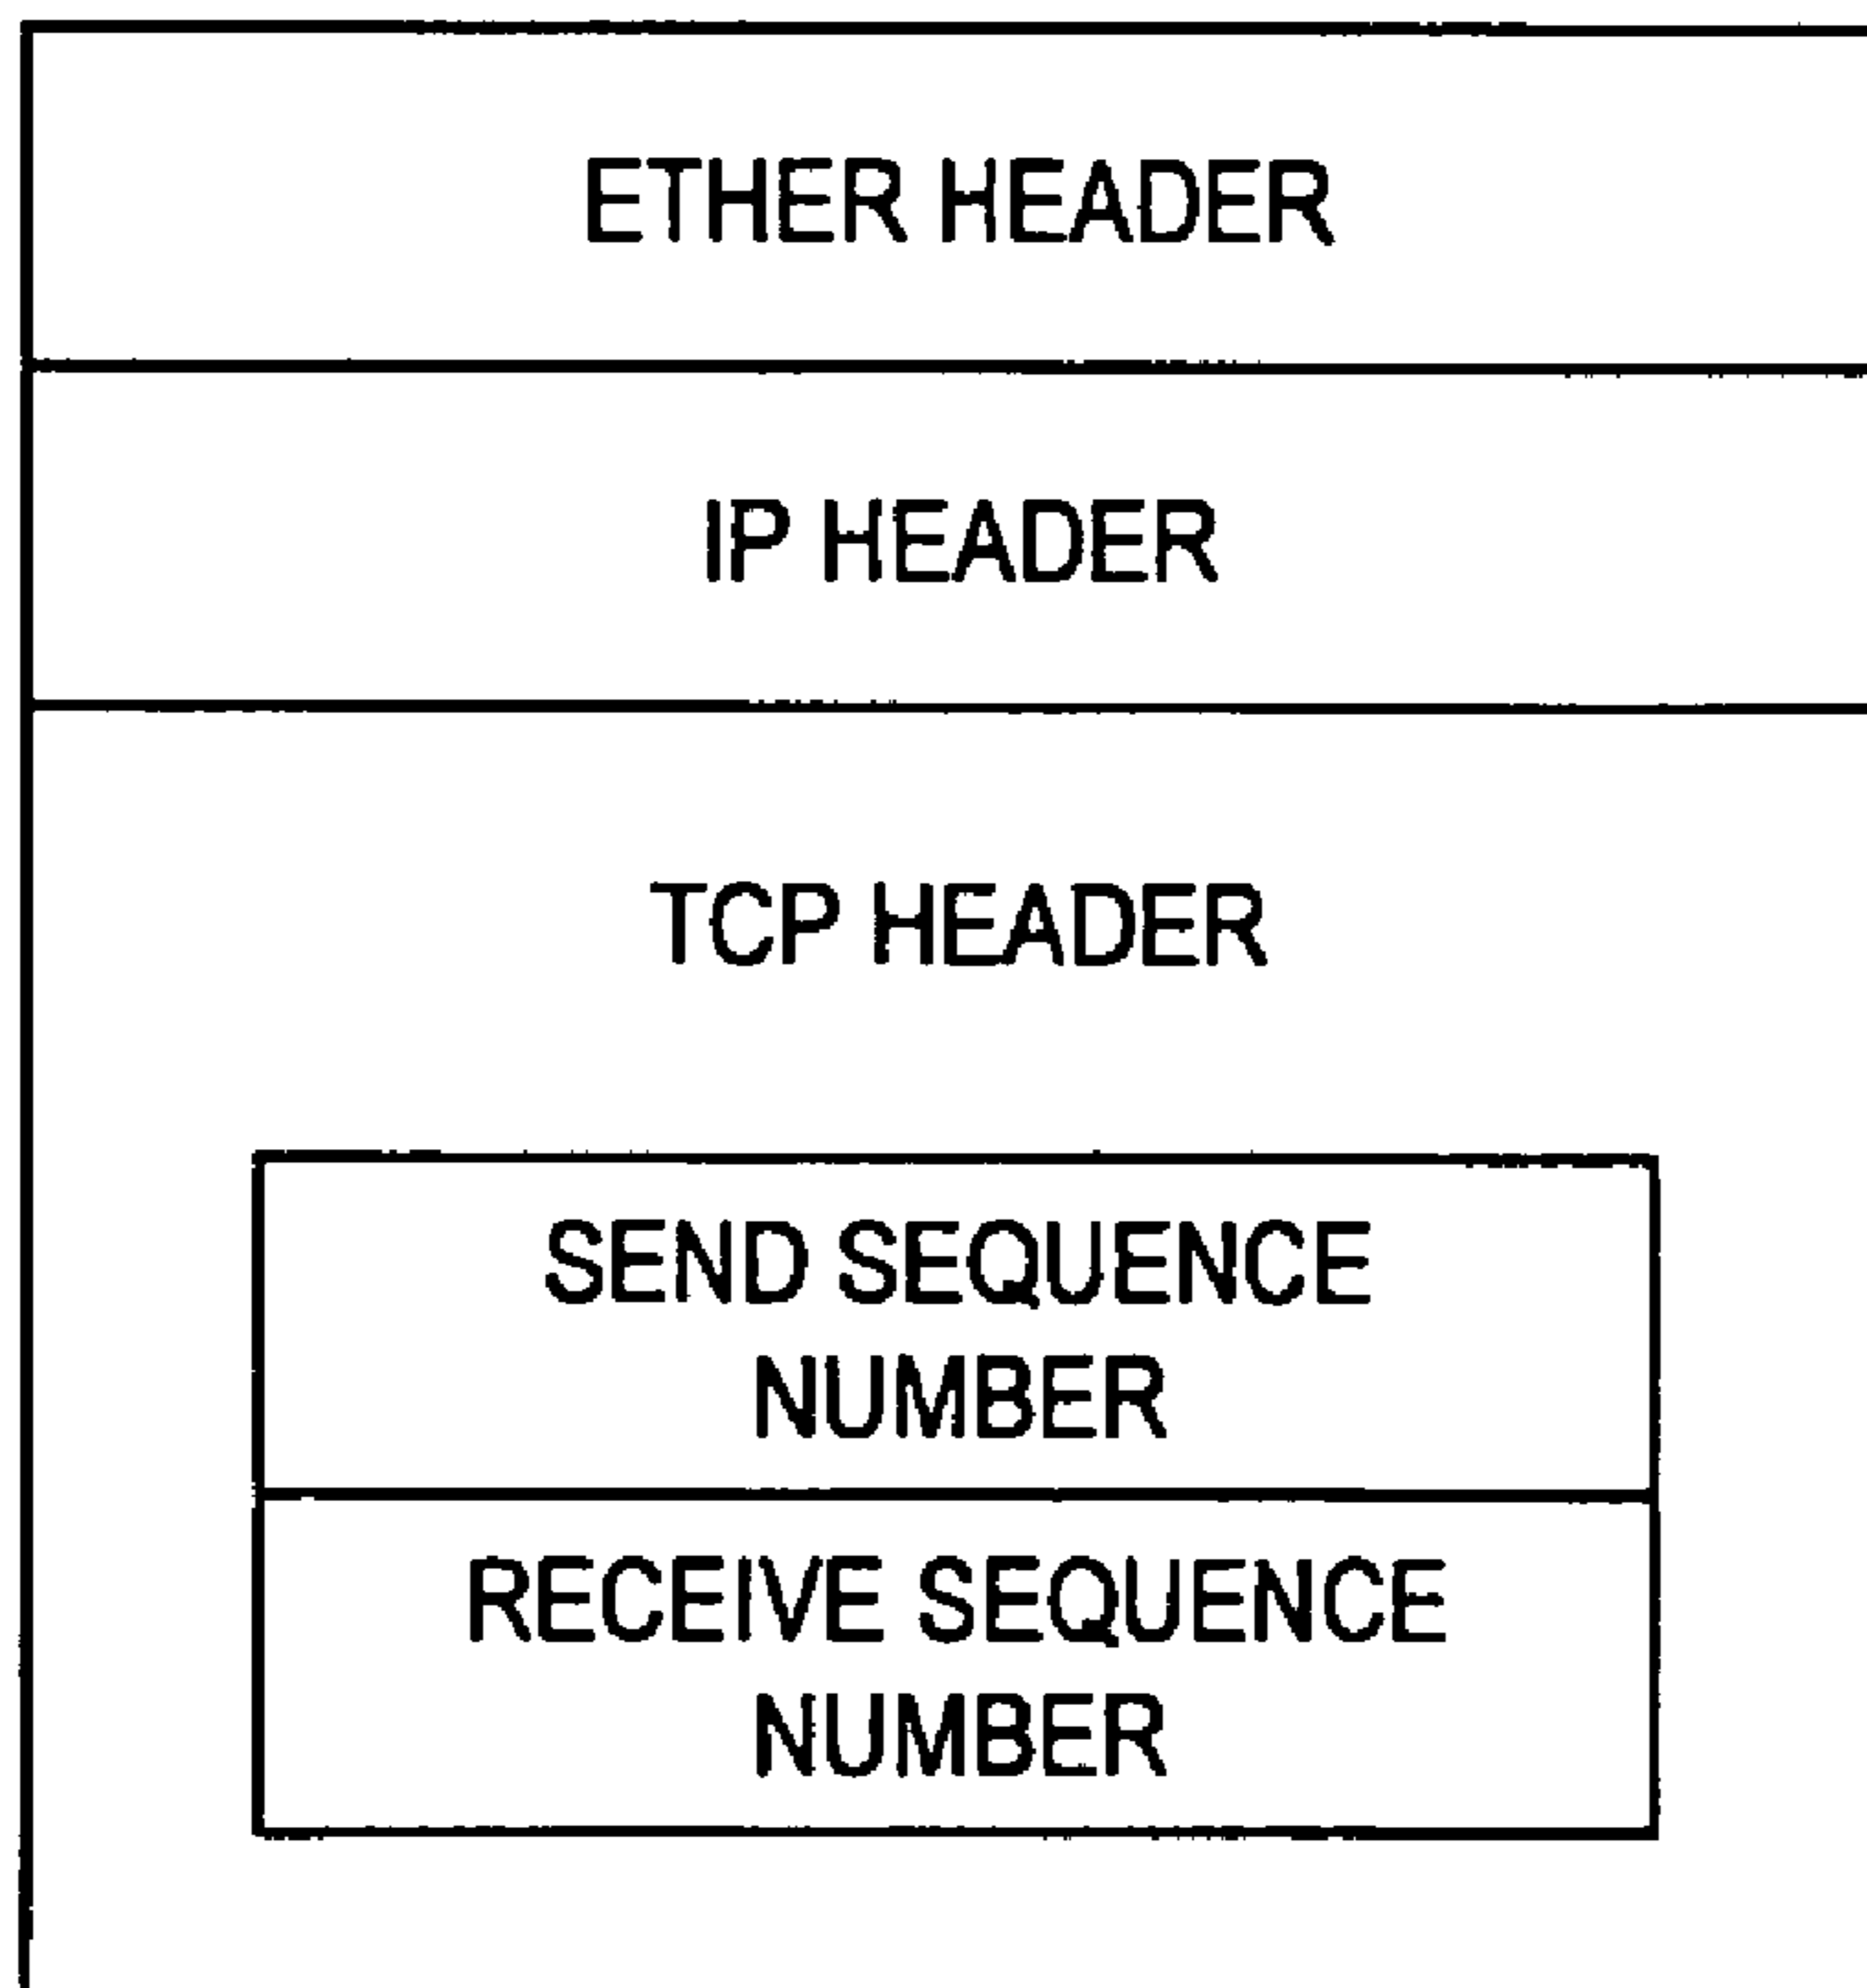 ETHER HEADER
IP HEADER
TCP HEADER
SEND SEQUENCE
NUMBER
RECEIVE SEQUENCE
NUMBER